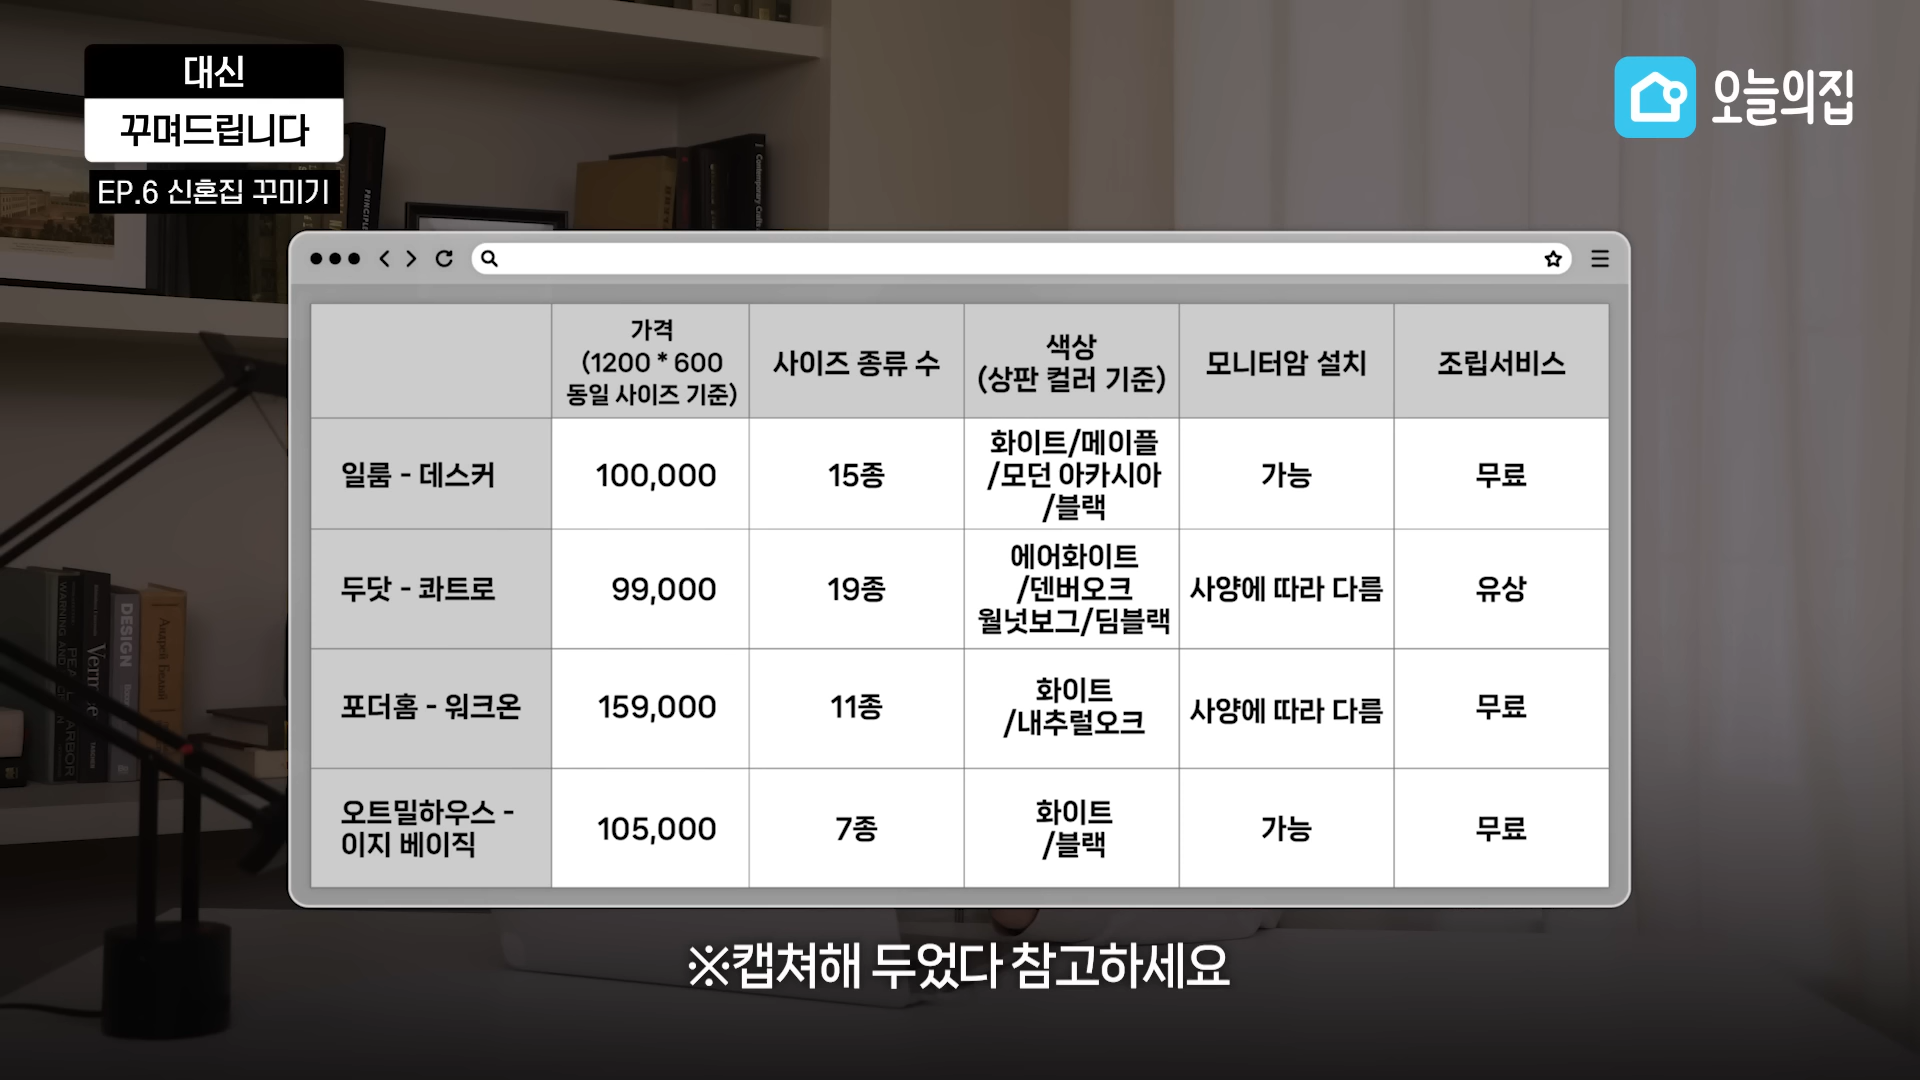 대신
꾸며드립니다
EP.6 신혼집 꾸미기
오늘의집
가격
(1200 * 600
동일 사이즈 기준)
사이즈 종류 수
색상
(상판 컬러 기준)
모니터암 설치
조립서비스
일룸 - 데스커
100,000
15종
화이트/메이플
/모던 아카시아
/블랙
가능
무료
두닷 - 콰트로
99,000
19종
에어화이트
/덴버오크
월넛보그/딤블랙
사양에 따라 다름
유상
포더홈 - 워크온
159,000
11종
화이트
/내추럴오크
사양에 따라 다름
무료
오트밀하우스 -
이지 베이직
105,000
7종
화이트
/블랙
가능
무료
※캡쳐해 두었다 참고하세요
DESIGN